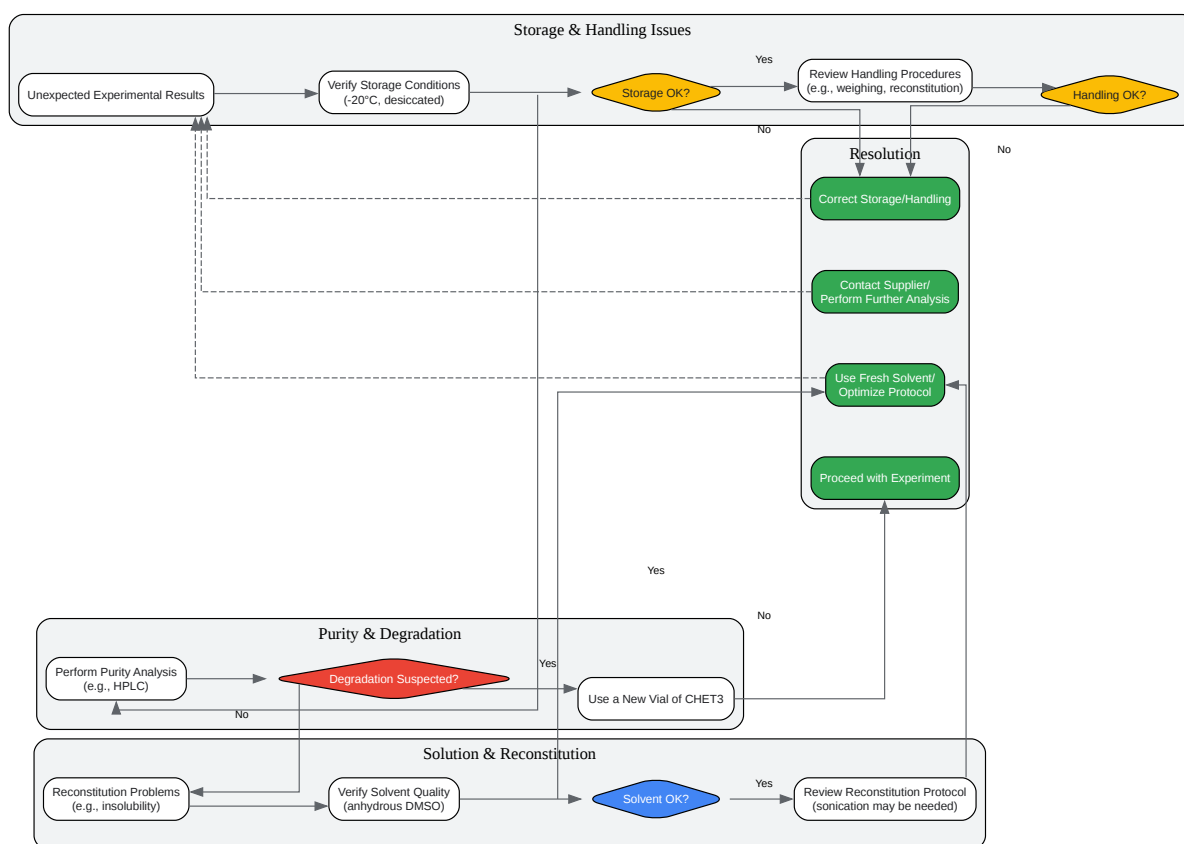 Storage & Handling Issues
Unexpected Experimental Results
Verify Storage Conditions
(-20°C, desiccated)
Storage OK?
Yes
Review Handling Procedures
(e.g., weighing, reconstitution)
Handling OK?
No
No
Resolution
Correct Storage/Handling
Contact Supplier/
Perform Further Analysis
Use Fresh Solvent/
Optimize Protocol
Proceed with Experiment
Yes
No
Purity & Degradation
Perform Purity Analysis
(e.g., HPLC)
Degradation Suspected?
Yes
Use a New Vial of CHET3
No
Solution & Reconstitution
Reconstitution Problems
(e.g., insolubility)
Verify Solvent Quality
(anhydrous DMSO)
Solvent OK?
Yes
Review Reconstitution Protocol
(sonication may be needed)